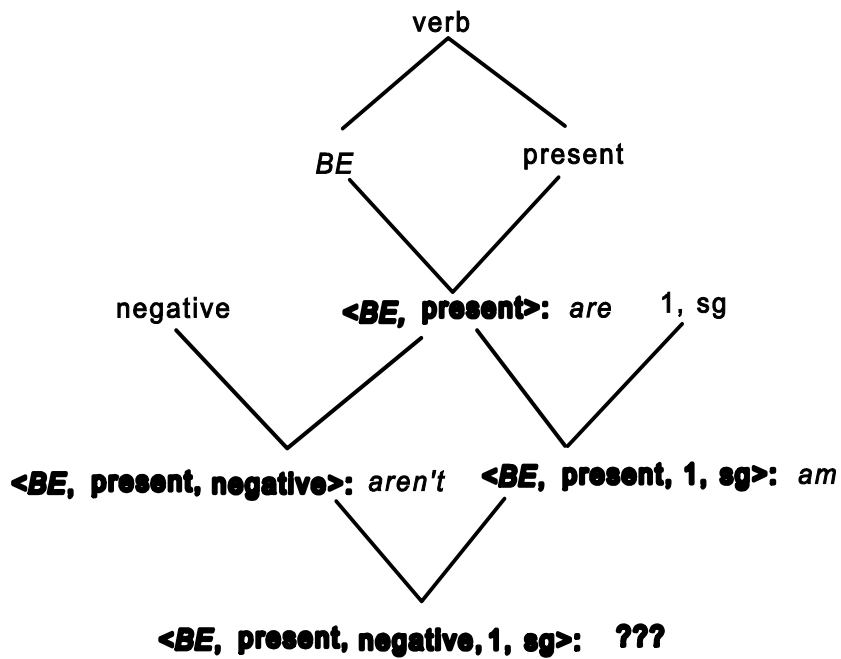 verb
BE present
negative <BE, present>: are 1, sg
<BE, present, negative>: aren't <BE, present, 1, sg>: am
<BE, present, negative, 1, sg>: ???